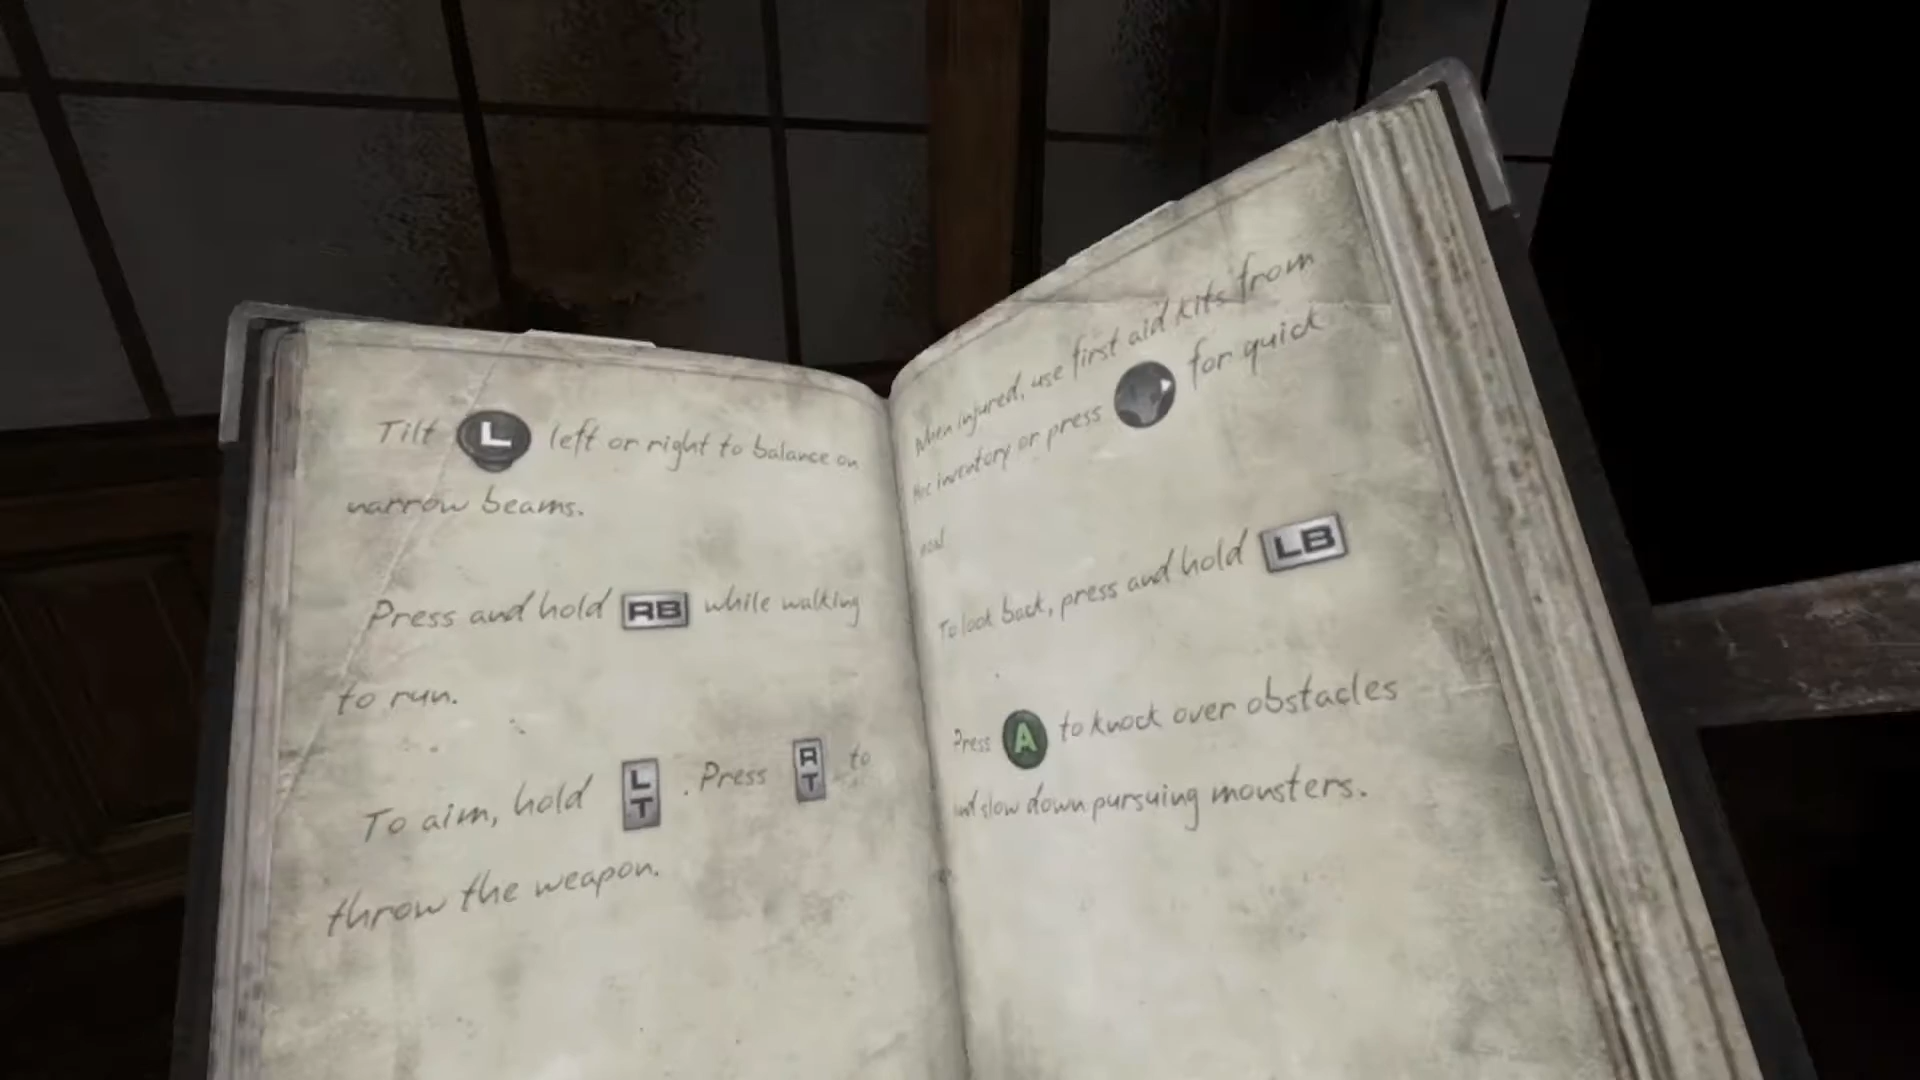 Tilt L left or right to balance on
narrow beams.
Press and hold RB while walking
to run.
To aim, hold LT. Press RT to
throw the weapon.
When injured, use first aid kits from
the inventory or press for quick
heal
To look back, press and hold LB
Press A to knock over obstacles
and slow down pursuing monsters.